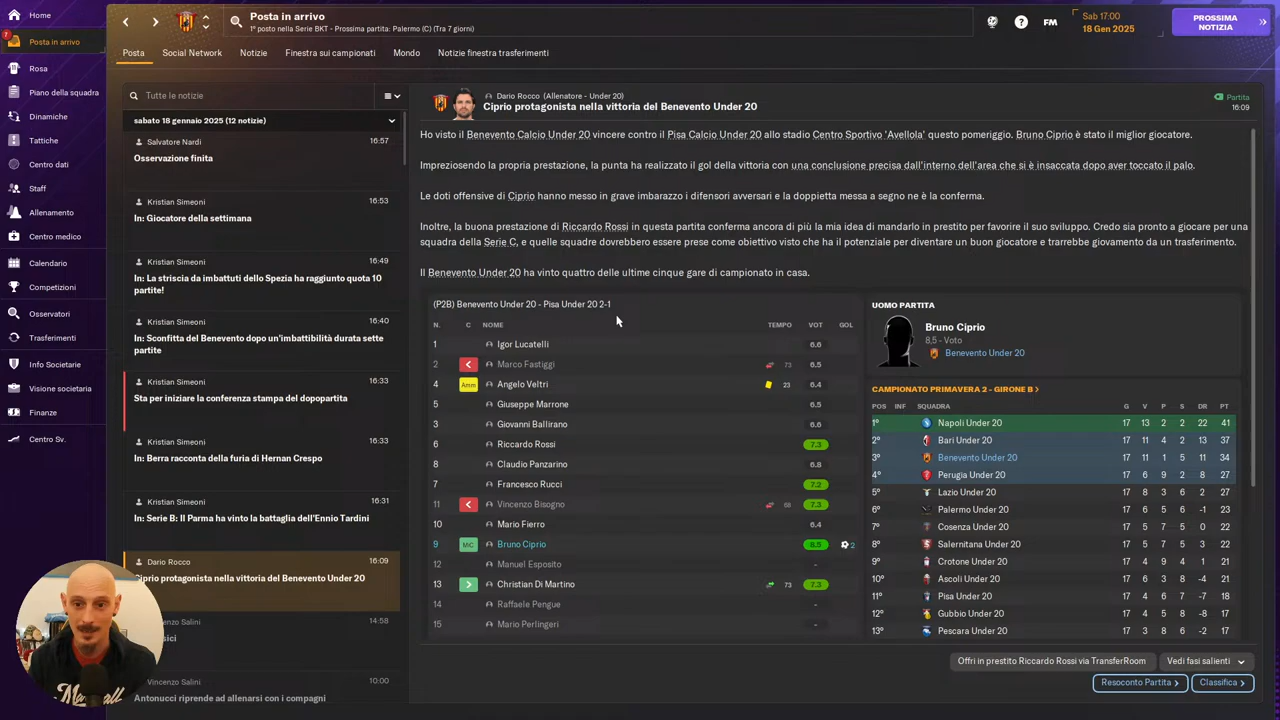 Home
Posta in arrivo
1º posto nella Serie BKT - Prossima partita: Palermo (C) (Tra 7 giorni)
FM
Sab 17:00
18 Gen 2025
PROSSIMA
NOTIZIA
7
Posta in arrivo
Rosa
Piano della squadra
Dinamiche
Tattiche
Centro dati
Staff
Allenamento
Centro medico
Calendario
Competizioni
Osservatori
Trasferimenti
Info Societarie
Visione societaria
Finanze
Centro Sv.
Posta
Social Network
Notizie
Finestra sui campionati
Mondo
Notizie finestra trasferimenti
Tutte le notizie
sabato 18 gennaio 2025 (12 notizie)
Salvatore Nardi 16:57
Osservazione finita
Kristian Simeoni 16:53
In: Giocatore della settimana
Kristian Simeoni 16:49
In: La striscia da imbattuti dello Spezia ha raggiunto quota 10
partite!
Kristian Simeoni 16:40
In: Sconfitta del Benevento dopo un'imbattibilità durata sette
partite
Kristian Simeoni 16:33
Sta per iniziare la conferenza stampa del dopopartita
Kristian Simeoni 16:33
In: Berra racconta della furia di Hernan Crespo
Kristian Simeoni 16:31
In: Serie B: Il Parma ha vinto la battaglia dell'Ennio Tardini
Dario Rocco 16:09
Ciprio protagonista nella vittoria del Benevento Under 20
Salini 14:58
Vincenzo Salini 10:00
Antonucci riprende ad allenarsi con i compagni
Dario Rocco (Allenatore - Under 20)
Ciprio protagonista nella vittoria del Benevento Under 20
Partita
16:09
Ho visto il Benevento Calcio Under 20 vincere contro il Pisa Calcio Under 20 allo stadio Centro Sportivo 'Avellola' questo pomeriggio. Bruno Ciprio è stato il miglior giocatore.
Impreziosendo la propria prestazione, la punta ha realizzato il gol della vittoria con una conclusione precisa dall'interno dell'area che si è insaccata dopo aver toccato il palo.
Le doti offensive di Ciprio hanno messo in grave imbarazzo i difensori avversari e la doppietta messa a segno ne è la conferma.
Inoltre, la buona prestazione di Riccardo Rossi in questa partita conferma ancora di più la mia idea di mandarlo in prestito per favorire il suo sviluppo. Credo sia pronto a giocare per una
squadra della Serie C, e quelle squadre dovrebbero essere prese come obiettivo visto che ha il potenziale per diventare un buon giocatore e trarrebbe giovamento da un trasferimento.
Il Benevento Under 20 ha vinto quattro delle ultime cinque gare di campionato in casa.
(P2B) Benevento Under 20 - Pisa Under 20 2-1
N. C NOME TEMPO VOT GOL
1 Igor Lucatelli 6.6
2 Marco Fastiggi 73 6.5
4 Amm Angelo Veltri 23 6.4
5 Giuseppe Marrone 6.5
3 Giovanni Ballirano 6.6
6 Riccardo Rossi 7.3
8 Claudio Panzarino 6.8
7 Francesco Rucci 7.2
11 Vincenzo Bisogno 68 7.3
10 Mario Fierro 6.4
9 MC Bruno Ciprio 8.5 2
12 Manuel Esposito -
13 Christian Di Martino 73 7.3
14 Raffaele Pengue -
15 Mario Perlingeri -
UOMO PARTITA
Bruno Ciprio
8,5 - Voto
Benevento Under 20
CAMPIONATO PRIMAVERA 2 - GIRONE B >
POS INF SQUADRA G V P S DR PT
1º Napoli Under 20 17 13 2 2 22 41
2º Bari Under 20 17 11 4 2 13 37
3º Benevento Under 20 17 11 1 5 11 34
4º Perugia Under 20 17 6 9 2 8 27
5º Lazio Under 20 17 8 3 6 2 27
6º Palermo Under 20 17 6 5 6 -1 23
7º Cosenza Under 20 17 5 7 5 0 22
8º Salernitana Under 20 17 5 7 5 3 22
9º Crotone Under 20 17 4 9 4 1 21
10º Ascoli Under 20 17 6 3 8 -4 21
11º Pisa Under 20 17 4 6 7 -7 18
12º Gubbio Under 20 17 4 5 8 -8 17
13º Pescara Under 20 17 3 8 6 -2 17
Offri in prestito Riccardo Rossi via TransferRoom
Vedi fasi salienti
Resoconto Partita >
Classifica >